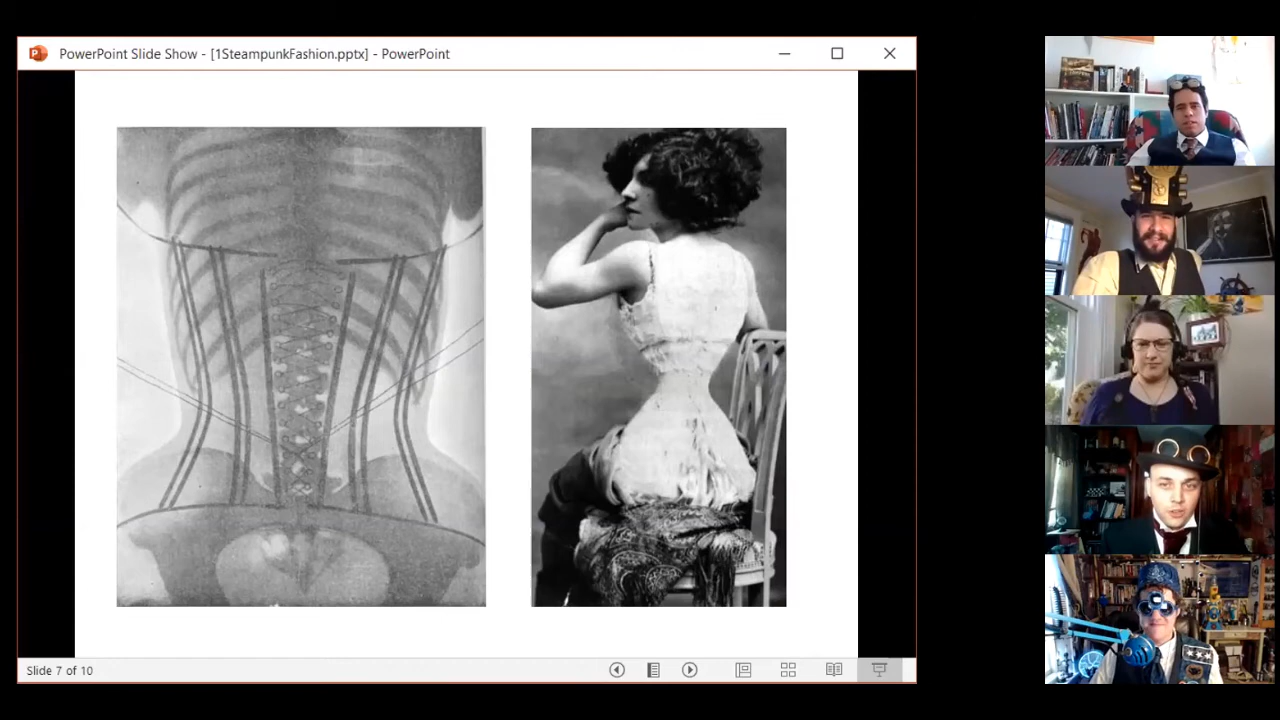 PowerPoint Slide Show - [1SteampunkFashion.pptx] - PowerPoint
Slide 7 of 10